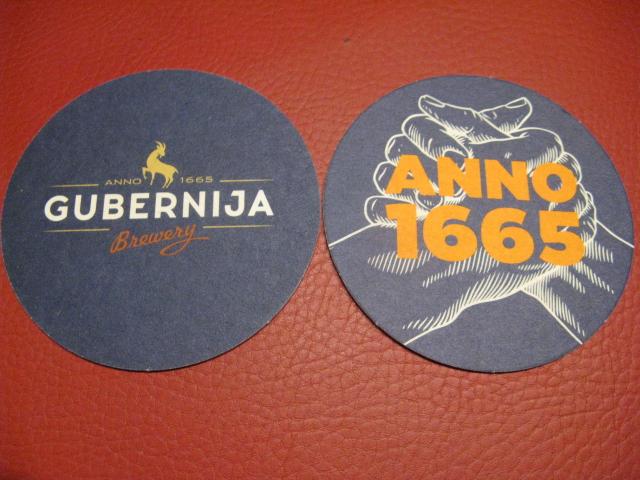 ANNO 1665
GUBERNIJA
Brewery
ANNO
1665